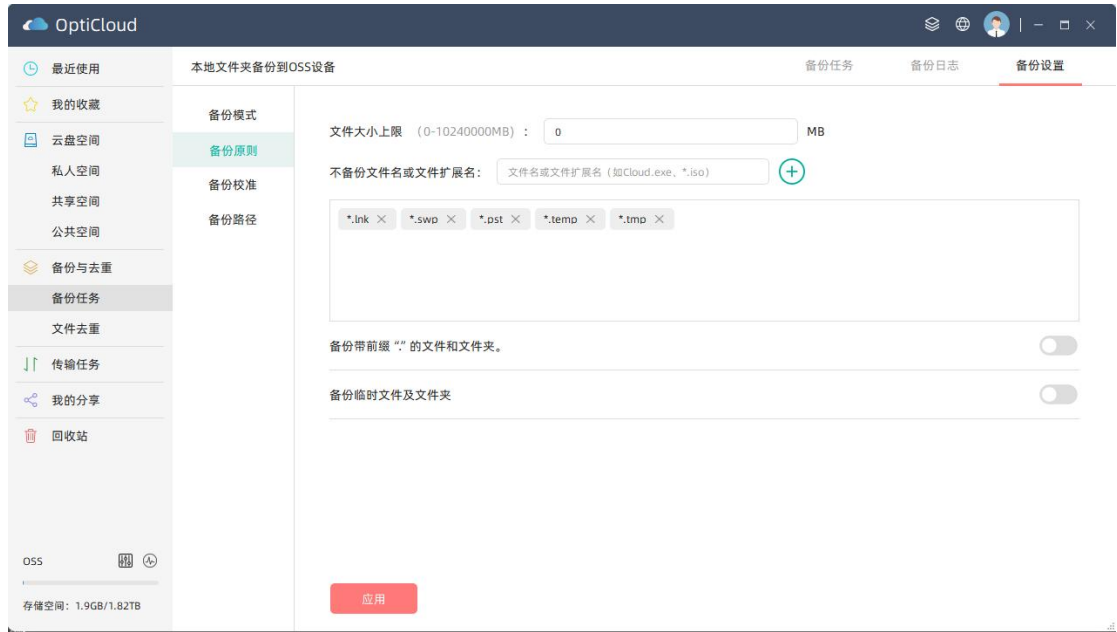 OptiCloud
最近使用
我的收藏
云盘空间
私人空间
共享空间
公共空间
备份与去重
备份任务
文件去重
传输任务
我的分享
回收站
OSS
存储空间：1.9GB/1.82TB
本地文件夹备份到OSS设备
备份任务 备份日志 备份设置
备份模式
备份原则
备份校准
备份路径
文件大小上限 （0-10240000MB）： 0 MB
不备份文件名或文件扩展名： 文件名或文件扩展名（如Cloud.exe、*.iso）
*.lnk *.swp *.pst *.temp *.tmp
备份带前缀 “.” 的文件和文件夹。
备份临时文件及文件夹
应用